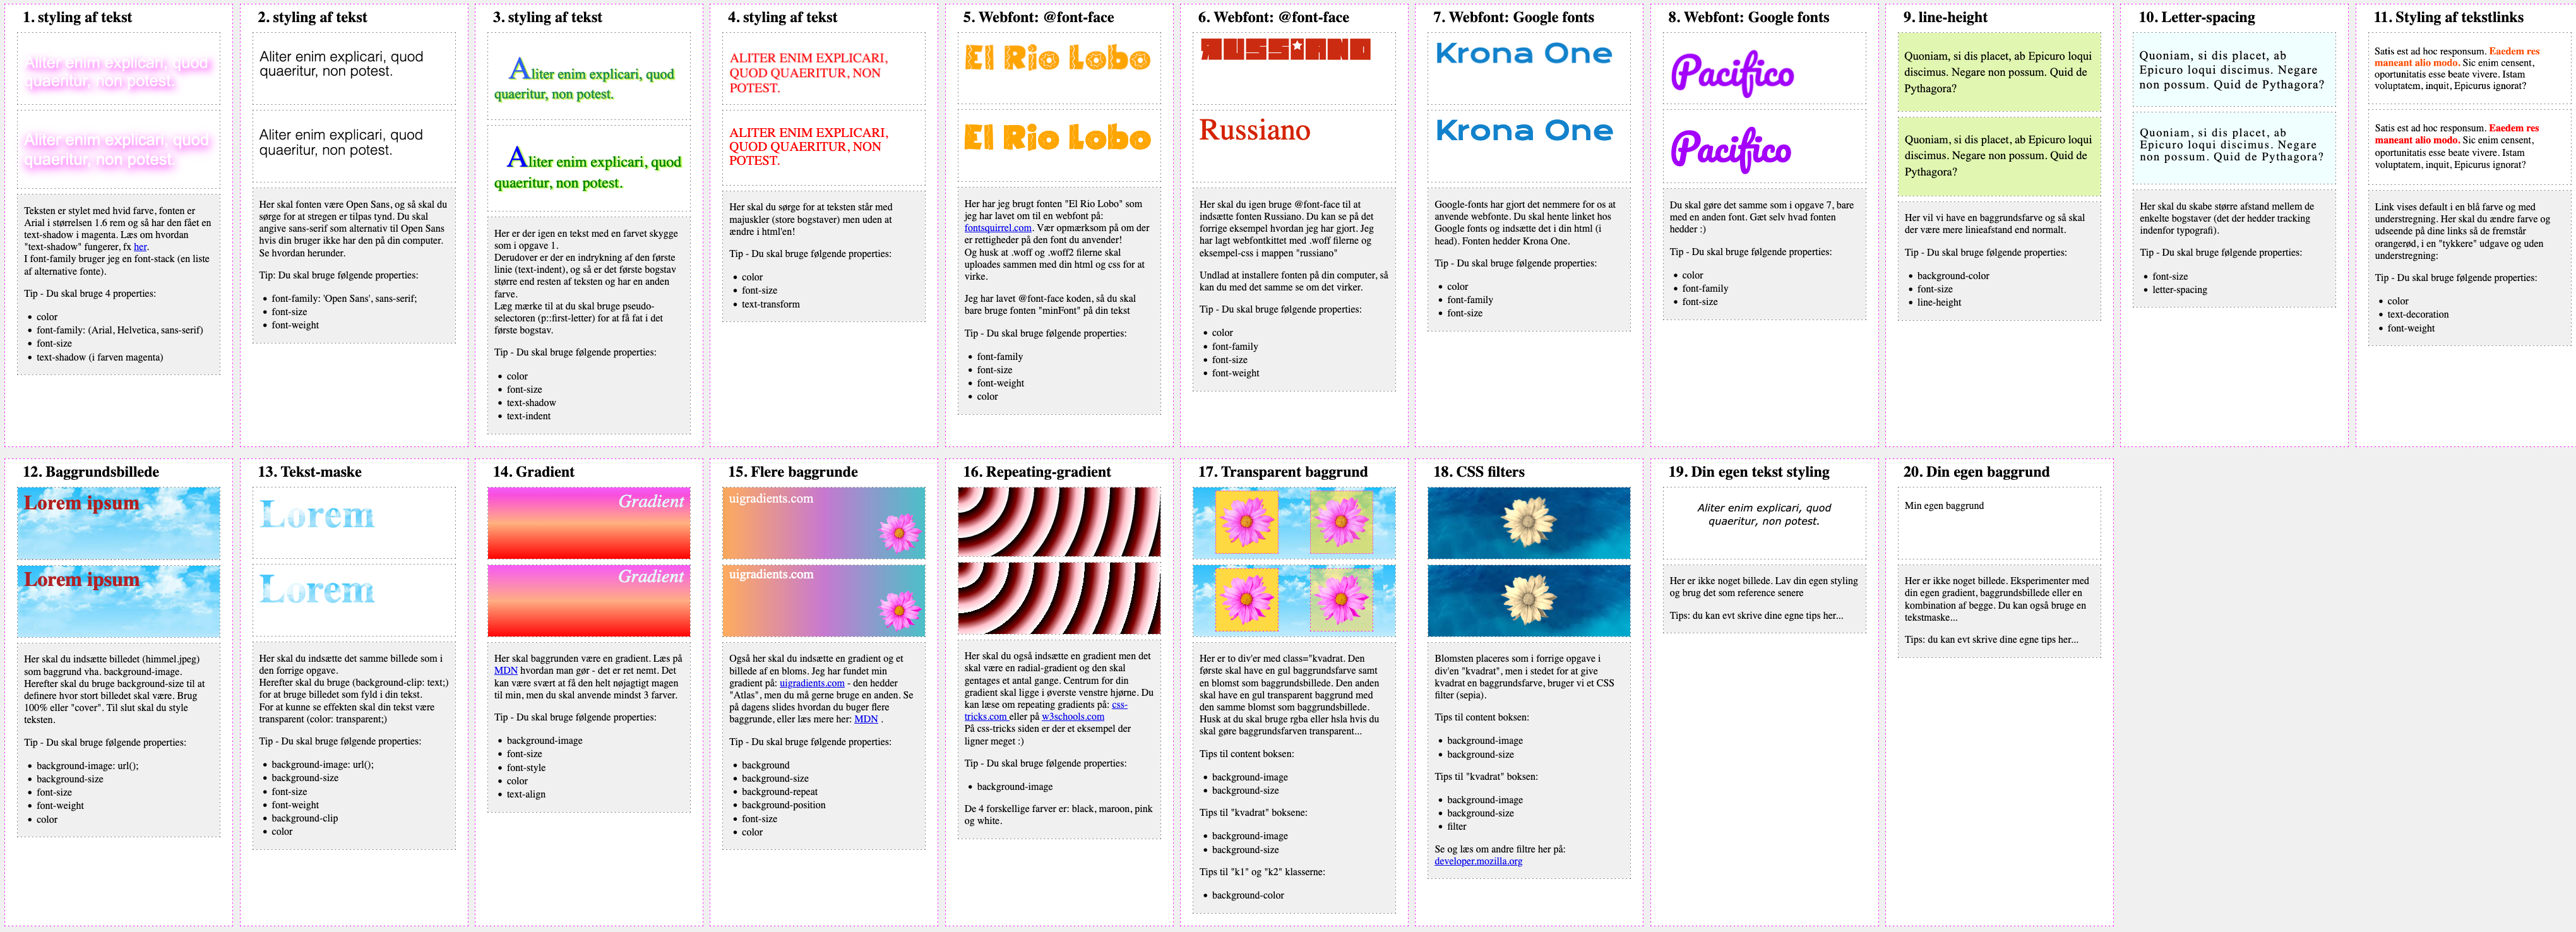 1. styling af tekst
Aliter enim explicari, quod
quaeritur, non potest.
Aliter enim explicari, quod
quaeritur, non potest.
Teksten er stylet med hvid farve, fonten er
Arial i størrelsen 1.6 rem og så har den fået en
text-shadow i magenta. Læs om hvordan
"text-shadow" fungerer, fx her.
I font-family bruger jeg en font-stack (en liste
af alternative fonte).
Tip - Du skal bruge 4 properties:
• color
• font-family: (Arial, Helvetica, sans-serif)
• font-size
• text-shadow (i farven magenta)
2. styling af tekst
Aliter enim explicari, quod
quaeritur, non potest.
Aliter enim explicari, quod
quaeritur, non potest.
Her skal fonten være Open Sans, og så skal du
sørge for at stregen er tilpas tynd. Du skal
angive sans-serif som alternativ til Open Sans
hvis din bruger ikke har den på din computer.
Se hvordan herunder.
Tip: Du skal bruge følgende properties:
• font-family: 'Open Sans', sans-serif;
• font-size
• font-weight
3. styling af tekst
Aliter enim explicari, quod
quaeritur, non potest.
Aliter enim explicari, quod
quaeritur, non potest.
Her er der igen en tekst med en farvet skygge
som i opgave 1.
Derudover er der en indrykning af den første
linie (text-indent), og så er det første bogstav
større end resten af teksten og har en anden
farve.
Læg mærke til at du skal bruge pseudo-
selectoren (p::first-letter) for at få fat i det
første bogstav.
Tip - Du skal bruge følgende properties:
• color
• font-size
• text-shadow
• text-indent
4. styling af tekst
ALITER ENIM EXPLICARI,
QUOD QUAERITUR, NON
POTEST.
ALITER ENIM EXPLICARI,
QUOD QUAERITUR, NON
POTEST.
Her skal du sørge for at teksten står med
majuskler (store bogstaver) men uden at
ændre i html'en!
Tip - Du skal bruge følgende properties:
• color
• font-size
• text-transform
5. Webfont: @font-face
El Rio Lobo
El Rio Lobo
Her har jeg brugt fonten "El Rio Lobo" som
jeg har lavet om til en webfont på:
fontsquirrel.com. Vær opmærksom på om der
er rettigheder på den font du anvender!
Og husk at .woff og .woff2 filerne skal
uploades sammen med din html og css for at
virke.
Jeg har lavet @font-face koden, så du skal
bare bruge fonten "minFont" på din tekst
Tip - Du skal bruge følgende properties:
• font-family
• font-size
• font-weight
• color
6. Webfont: @font-face
RUSSIANO
Russiano
Her skal du igen bruge @font-face til at
indsætte fonten Russiano. Du kan se på det
forrige eksempel hvordan jeg har gjort. Jeg
har lagt webfontkittet med .woff filerne og
eksempel-css i mappen "russiano"
Undlad at installere fonten på din computer, så
kan du med det samme se om det virker.
Tip - Du skal bruge følgende properties:
• color
• font-family
• font-size
• font-weight
7. Webfont: Google fonts
Krona One
Krona One
Google-fonts har gjort det nemmere for os at
anvende webfonte. Du skal hente linket hos
Google fonts og indsætte det i din html (i
head). Fonten hedder Krona One.
Tip - Du skal bruge følgende properties:
• color
• font-family
• font-size
8. Webfont: Google fonts
Pacifico
Pacifico
Du skal gøre det samme som i opgave 7, bare
med en anden font. Gæt selv hvad fonten
hedder :)
Tip - Du skal bruge følgende properties:
• color
• font-family
• font-size
9. line-height
Quoniam, si dis placet, ab Epicuro loqui
discimus. Negare non possum. Quid de
Pythagora?
Quoniam, si dis placet, ab Epicuro loqui
discimus. Negare non possum. Quid de
Pythagora?
Her vil vi have en baggrundsfarve og så skal
der være mere linieafstand end normalt.
Tip - Du skal bruge følgende properties:
• background-color
• font-size
• line-height
10. Letter-spacing
Quoniam, si dis placet, ab
Epicuro loqui discimus. Negare
non possum. Quid de Pythagora?
Quoniam, si dis placet, ab
Epicuro loqui discimus. Negare
non possum. Quid de Pythagora?
Her skal du skabe større afstand mellem de
enkelte bogstaver (det der hedder tracking
indenfor typografi).
Tip - Du skal bruge følgende properties:
• font-size
• letter-spacing
11. Styling af tekstlinks
Satis est ad hoc responsum. Eaedem res
maneant alio modo. Sic enim censent,
oportunitatis esse beate vivere. Istam
voluptatem, inquit, Epicurus ignorat?
Satis est ad hoc responsum. Eaedem res
maneant alio modo. Sic enim censent,
oportunitatis esse beate vivere. Istam
voluptatem, inquit, Epicurus ignorat?
Link vises default i en blå farve og med
understregning. Her skal du ændre farve og
udseende på dine links så de fremstår
orangerød, i en "tykkere" udgave og uden
understregning:
Tip - Du skal bruge følgende properties:
• color
• text-decoration
• font-weight
12. Baggrundsbillede
Lorem ipsum
Lorem ipsum
Her skal du indsætte billedet (himmel.jpeg)
som baggrund vha. background-image.
Herefter skal du bruge background-size til at
definere hvor stort billedet skal være. Brug
100% eller "cover". Til slut skal du style
teksten.
Tip - Du skal bruge følgende properties:
• background-image: url();
• background-size
• font-size
• font-weight
• color
13. Tekst-maske
Lorem
Lorem
Her skal du indsætte det samme billede som i
den forrige opgave.
Herefter skal du bruge (background-clip: text;)
for at bruge billedet som fyld i din tekst.
For at kunne se effekten skal din tekst være
transparent (color: transparent;)
Tip - Du skal bruge følgende properties:
• background-image: url();
• background-size
• font-size
• font-weight
• background-clip
• color
14. Gradient
Gradient
Gradient
Her skal baggrunden være en gradient. Læs på
MDN hvordan man gør - det er ret nemt. Det
kan være svært at få den helt nøjagtigt magen
til min, men du skal anvende mindst 3 farver.
Tip - Du skal bruge følgende properties:
• background-image
• font-size
• font-style
• color
• text-align
15. Flere baggrunde
uigradients.com
uigradients.com
Også her skal du indsætte en gradient og et
billede af en bloms. Jeg har fundet min
gradient på: uigradients.com - den hedder
"Atlas", men du må gerne bruge en anden. Se
på dagens slides hvordan du buger flere
baggrunde, eller læs mere her: MDN .
Tip - Du skal bruge følgende properties:
• background
• background-size
• background-repeat
• background-position
• font-size
• color
16. Repeating-gradient
Her skal du også indsætte en gradient men det
skal være en radial-gradient og den skal
gentages et antal gange. Centrum for din
gradient skal ligge i øverste venstre hjørne. Du
kan læse om repeating gradients på: css-
tricks.com eller på w3schools.com
På css-tricks siden er der et eksempel der
ligner meget :)
Tip - Du skal bruge følgende properties:
• background-image
De 4 forskellige farver er: black, maroon, pink
og white.
17. Transparent baggrund
Her er to div'er med class="kvadrat. Den
første skal have en gul baggrundsfarve samt
en blomst som baggrundsbillede. Den anden
skal have en gul transparent baggrund med
den samme blomst som baggrundsbillede.
Husk at du skal bruge rgba eller hsla hvis du
skal gøre baggrundsfarven transparent...
Tips til content boksen:
• background-image
• background-size
Tips til "kvadrat" boksene:
• background-image
• background-size
Tips til "k1" og "k2" klasserne:
• background-color
18. CSS filters
Blomsten placeres som i forrige opgave i
div'en "kvadrat", men i stedet for at give
kvadrat en baggrundsfarve, bruger vi et CSS
filter (sepia).
Tips til content boksen:
• background-image
• background-size
Tips til "kvadrat" boksen:
• background-image
• background-size
• filter
Se og læs om andre filtre her på:
developer.mozilla.org
19. Din egen tekst styling
Aliter enim explicari, quod
quaeritur, non potest.
Her er ikke noget billede. Lav din egen styling
og brug det som reference senere
Tips: du kan evt skrive dine egne tips her...
20. Din egen baggrund
Min egen baggrund
Her er ikke noget billede. Eksperimenter med
din egen gradient, baggrundsbillede eller en
kombination af begge. Du kan også bruge en
tekstmaske...
Tips: du kan evt skrive dine egne tips her...